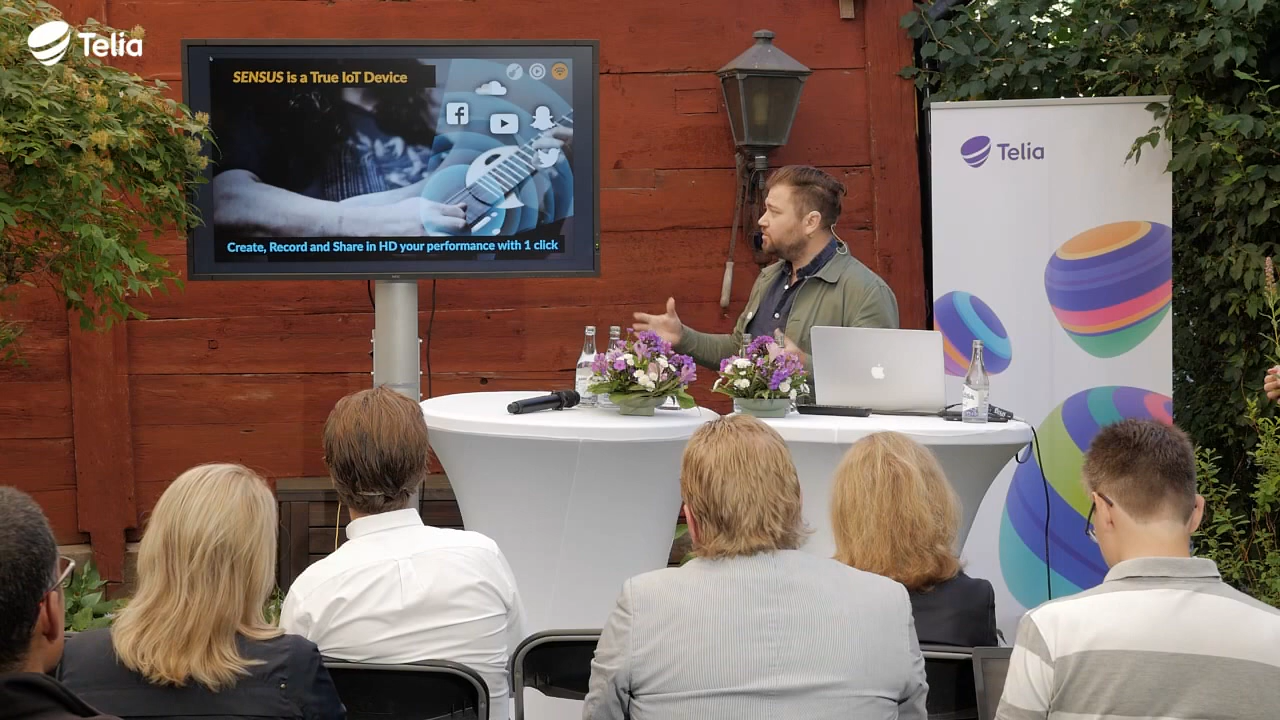 Telia
SENSUS is a True IoT Device
Create, Record and Share in HD your performance with 1 click
Telia